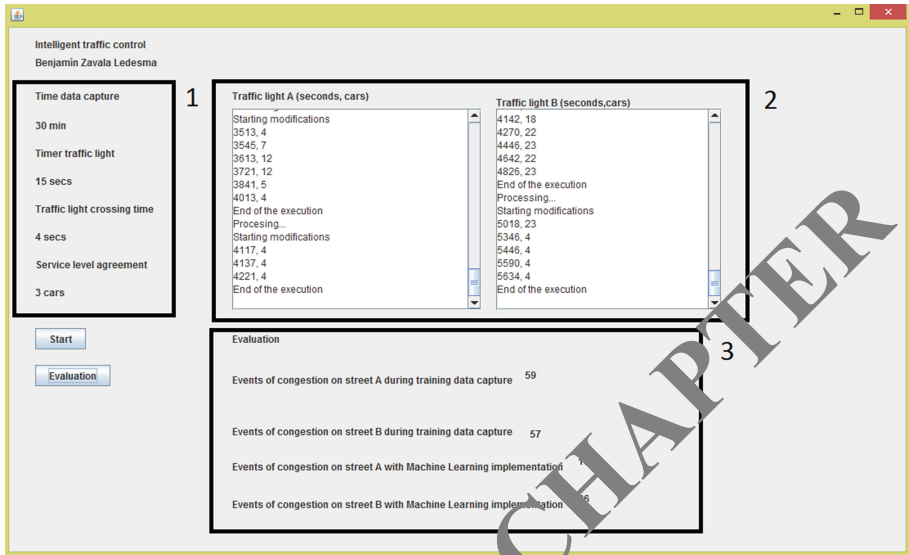 Intelligent traffic control
Benjamín Zavala Ledesma
Time data capture
30 min
Timer traffic light
15 secs
Traffic light crossing time
4 secs
Service level agreement
3 cars
1
Start
Evaluation
Traffic light A (seconds, cars)
Starting modifications
3513, 4
3545, 7
3613, 12
3721, 12
3841, 5
4013, 4
End of the execution
Procesing...
Starting modifications
4117, 4
4137, 4
4221, 4
End of the execution
Traffic light B (seconds,cars)
4142, 18
4270, 22
4446, 23
4642, 22
4826, 23
End of the execution
Processing...
Starting modifications
5018, 23
5346, 4
5446, 4
5590, 4
5634, 4
End of the execution
2
Evaluation
Events of congestion on street A during training data capture 59
Events of congestion on street B during training data capture 57
Events of congestion on street A with Machine Learning implementation
Events of congestion on street B with Machine Learning implementation
3
CHAPTER